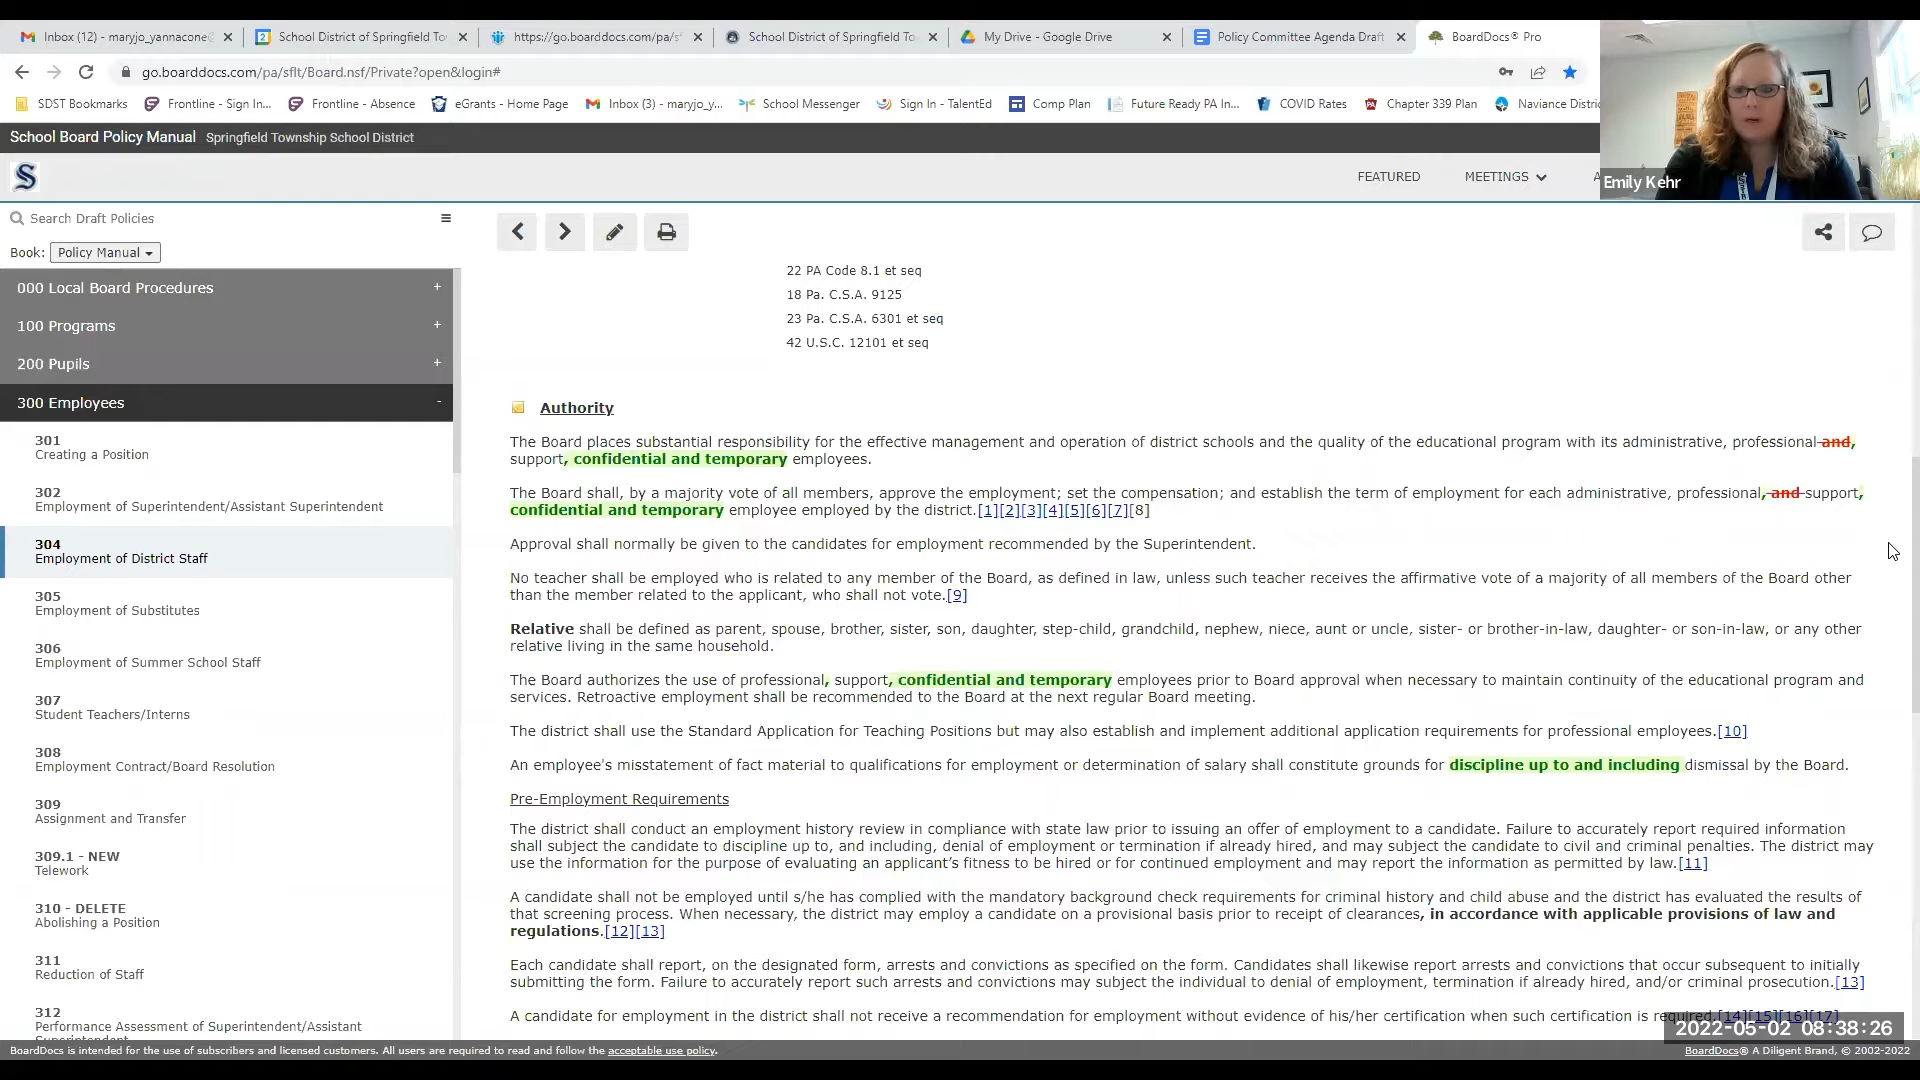 Inbox (12) - maryjo_yannacone@
School District of Springfield To
https://go.boarddocs.com/pa/sf
School District of Springfield To
My Drive - Google Drive
Policy Committee Agenda Draft
BoardDocs® Pro
go.boarddocs.com/pa/sflt/Board.nsf/Private?open&login#
SDST Bookmarks
Frontline - Sign In...
Frontline - Absence
eGrants - Home Page
Inbox (3) - maryjo_y...
School Messenger
Sign In - TalentEd
Comp Plan
Future Ready PA In...
COVID Rates
Chapter 339 Plan
Naviance Distric
School Board Policy Manual Springfield Township School District
Emily Kehr
S
FEATURED
MEETINGS
Search Draft Policies
Book: Policy Manual
000 Local Board Procedures +
100 Programs +
200 Pupils +
300 Employees -
301
Creating a Position
302
Employment of Superintendent/Assistant Superintendent
304
Employment of District Staff
305
Employment of Substitutes
306
Employment of Summer School Staff
307
Student Teachers/Interns
308
Employment Contract/Board Resolution
309
Assignment and Transfer
309.1 - NEW
Telework
310 - DELETE
Abolishing a Position
311
Reduction of Staff
312
Performance Assessment of Superintendent/Assistant
Superintendent
22 PA Code 8.1 et seq
18 Pa. C.S.A. 9125
23 Pa. C.S.A. 6301 et seq
42 U.S.C. 12101 et seq
Authority
The Board places substantial responsibility for the effective management and operation of district schools and the quality of the educational program with its administrative, professional and,
support, confidential and temporary employees.
The Board shall, by a majority vote of all members, approve the employment; set the compensation; and establish the term of employment for each administrative, professional, and support,
confidential and temporary employee employed by the district.[1][2][3][4][5][6][7][8]
Approval shall normally be given to the candidates for employment recommended by the Superintendent.
No teacher shall be employed who is related to any member of the Board, as defined in law, unless such teacher receives the affirmative vote of a majority of all members of the Board other
than the member related to the applicant, who shall not vote.[9]
Relative shall be defined as parent, spouse, brother, sister, son, daughter, step-child, grandchild, nephew, niece, aunt or uncle, sister- or brother-in-law, daughter- or son-in-law, or any other
relative living in the same household.
The Board authorizes the use of professional, support, confidential and temporary employees prior to Board approval when necessary to maintain continuity of the educational program and
services. Retroactive employment shall be recommended to the Board at the next regular Board meeting.
The district shall use the Standard Application for Teaching Positions but may also establish and implement additional application requirements for professional employees.[10]
An employee's misstatement of fact material to qualifications for employment or determination of salary shall constitute grounds for discipline up to and including dismissal by the Board.
Pre-Employment Requirements
The district shall conduct an employment history review in compliance with state law prior to issuing an offer of employment to a candidate. Failure to accurately report required information
shall subject the candidate to discipline up to, and including, denial of employment or termination if already hired, and may subject the candidate to civil and criminal penalties. The district may
use the information for the purpose of evaluating an applicant's fitness to be hired or for continued employment and may report the information as permitted by law.[11]
A candidate shall not be employed until s/he has complied with the mandatory background check requirements for criminal history and child abuse and the district has evaluated the results of
that screening process. When necessary, the district may employ a candidate on a provisional basis prior to receipt of clearances, in accordance with applicable provisions of law and
regulations.[12][13]
Each candidate shall report, on the designated form, arrests and convictions as specified on the form. Candidates shall likewise report arrests and convictions that occur subsequent to initially
submitting the form. Failure to accurately report such arrests and convictions may subject the individual to denial of employment, termination if already hired, and/or criminal prosecution.[13]
A candidate for employment in the district shall not receive a recommendation for employment without evidence of his/her certification when such certification is required.[14][15][16][17]
2022-05-02 08:38:26
BoardDocs is intended for the use of subscribers and licensed customers. All users are required to read and follow the acceptable use policy.
BoardDocs® A Diligent Brand, © 2002-2022